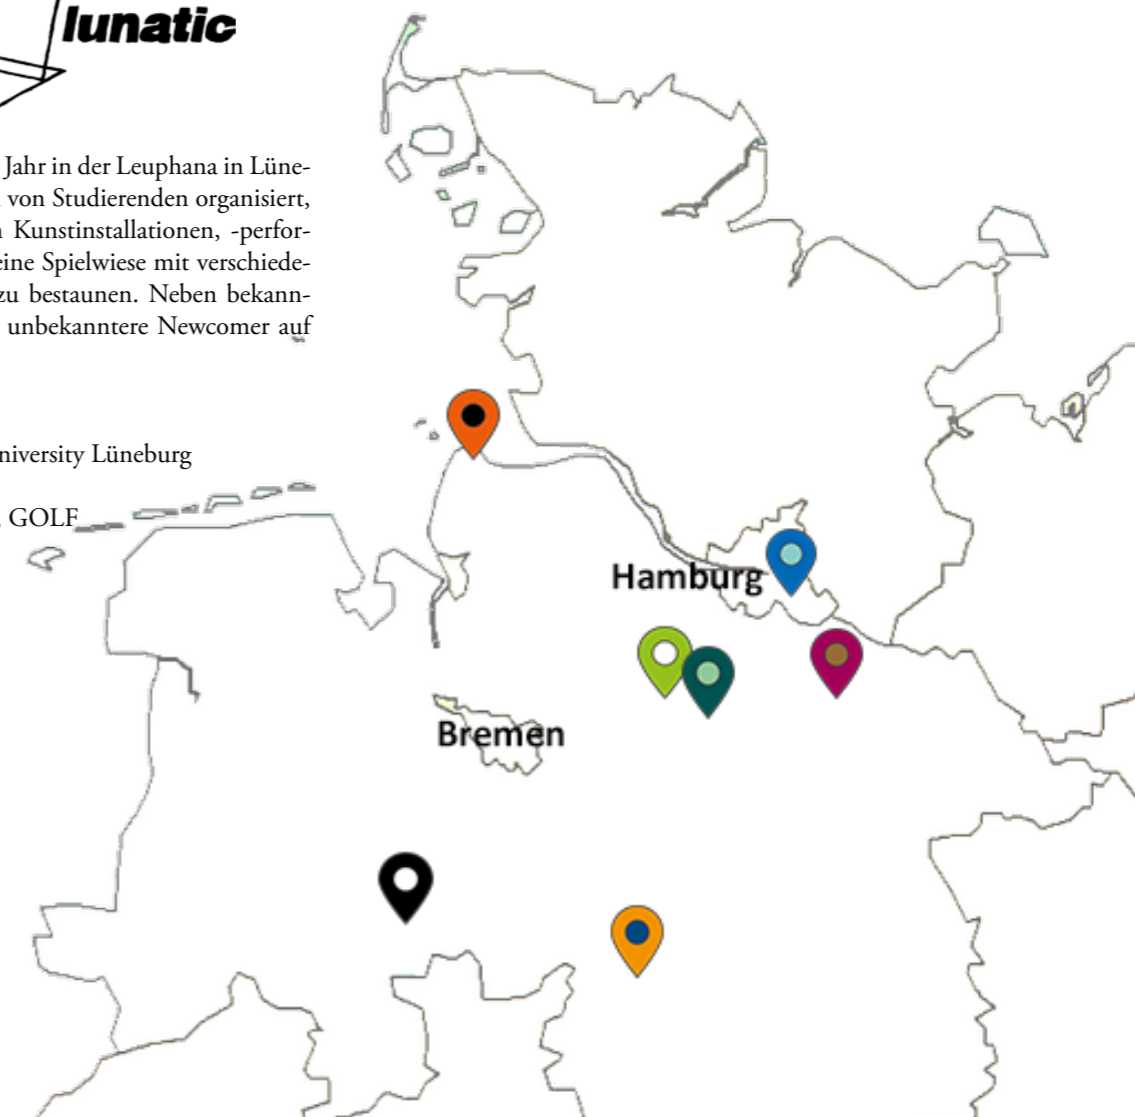 lunatic
Jahr in der Leuphana in Lüne-
von Studierenden organisiert,
Kunstinstallationen, -perfor-
eine Spielwiese mit verschiede-
zu bestaunen. Neben bekann-
unbekanntere Newcomer auf
niversity Lüneburg
GOLF
Hamburg
Bremen